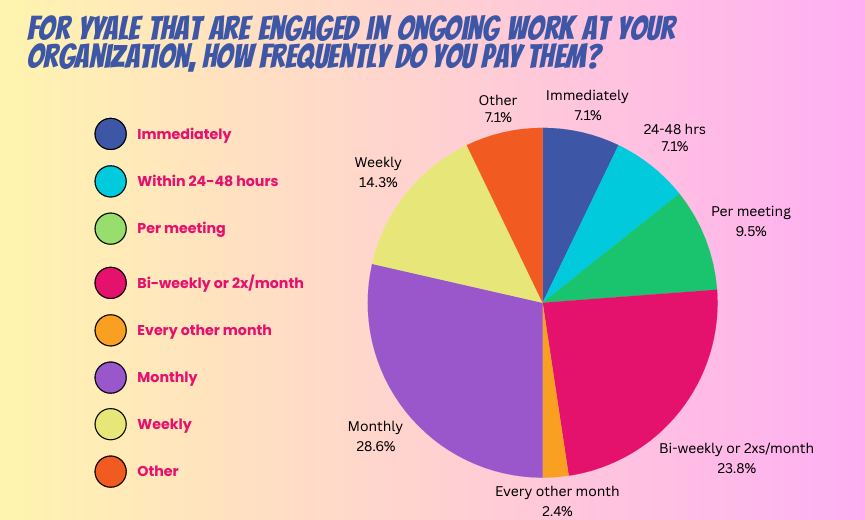 FOR YYALE THAT ARE ENGAGED IN ONGOING WORK AT YOUR
ORGANIZATION, HOW FREQUENTLY DO YOU PAY THEM?
Immediately
Within 24-48 hours
Per meeting
Bi-weekly or 2x/month
Every other month
Monthly
Weekly
Other
Other
7.1%
Immediately
7.1%
24-48 hrs
7.1%
Per meeting
9.5%
Bi-weekly or 2xs/month
23.8%
Every other month
2.4%
Monthly
28.6%
Weekly
14.3%